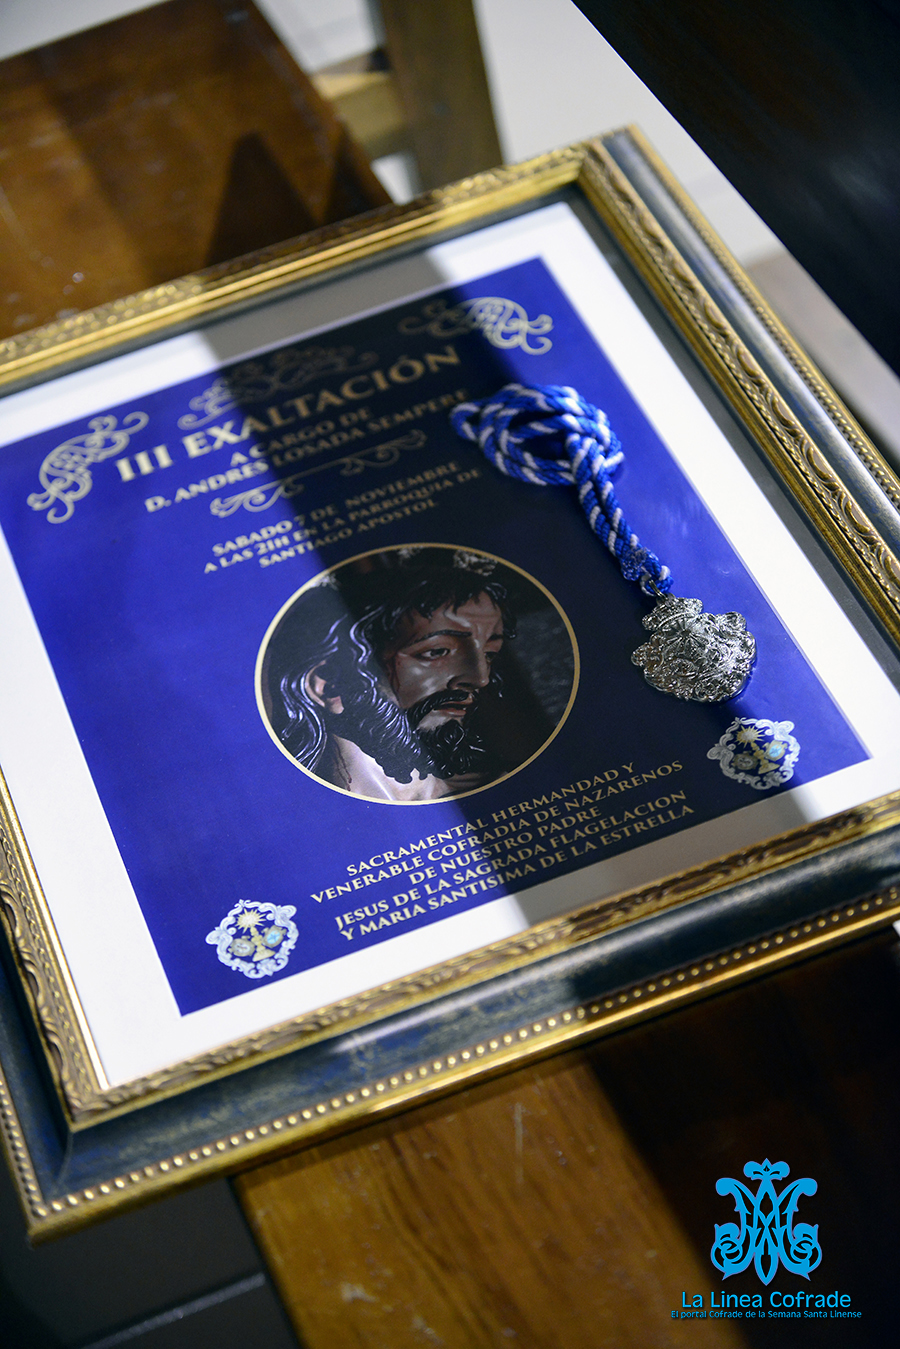 III EXALTACIÓN
A CARGO DE
D. ANDRÉS LOSADA SEMPERE
SABADO 7 DE NOVIEMBRE
A LAS 21H EN LA PARROQUIA DE
SANTIAGO APOSTOL
SACRAMENTAL HERMANDAD Y
VENERABLE COFRADIA DE NAZARENOS
DE NUESTRO PADRE
JESUS DE LA SAGRADA FLAGELACION
Y MARIA SANTISIMA DE LA ESTRELLA
La Linea Cofrade
El portal Cofrade de la Semana Santa Linense